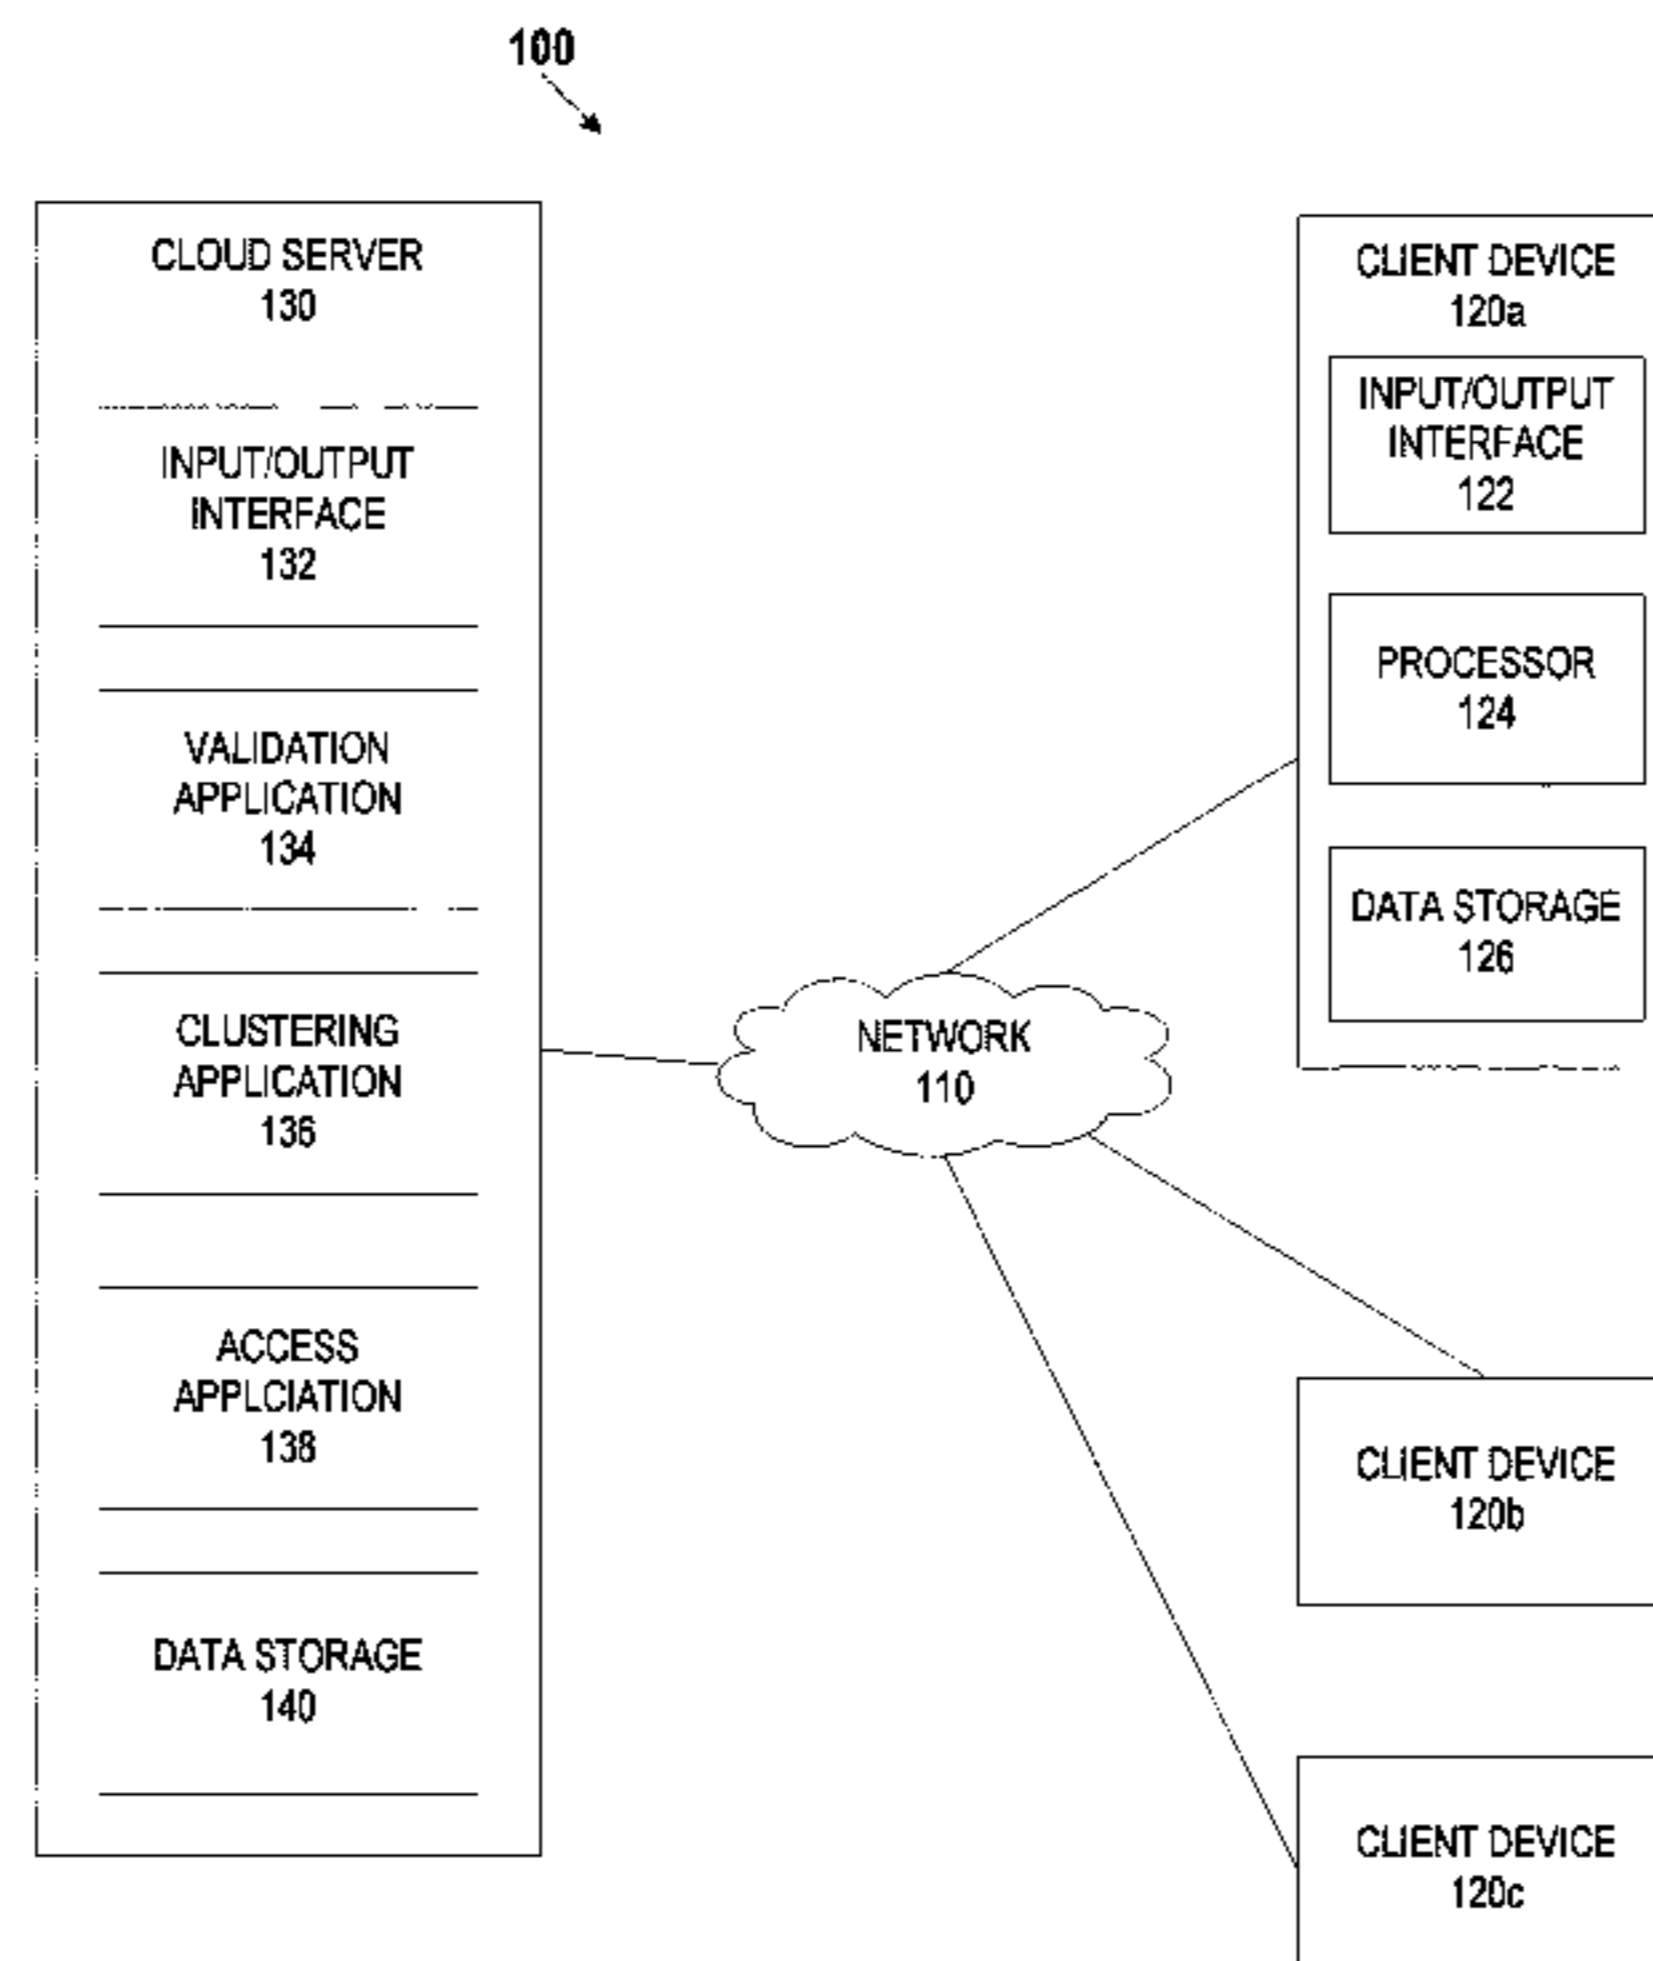 100
CLOUD SERVER
130
INPUT/OUTPUT
INTERFACE
132
VALIDATION
APPLICATION
134
CLUSTERING
APPLICATION
136
ACCESS
APPLCIATION
138
DATA STORAGE
140
NETWORK
110
CLIENT DEVICE
120a
INPUT/OUTPUT
INTERFACE
122
PROCESSOR
124
DATA STORAGE
126
CLIENT DEVICE
120b
CLIENT DEVICE
120c